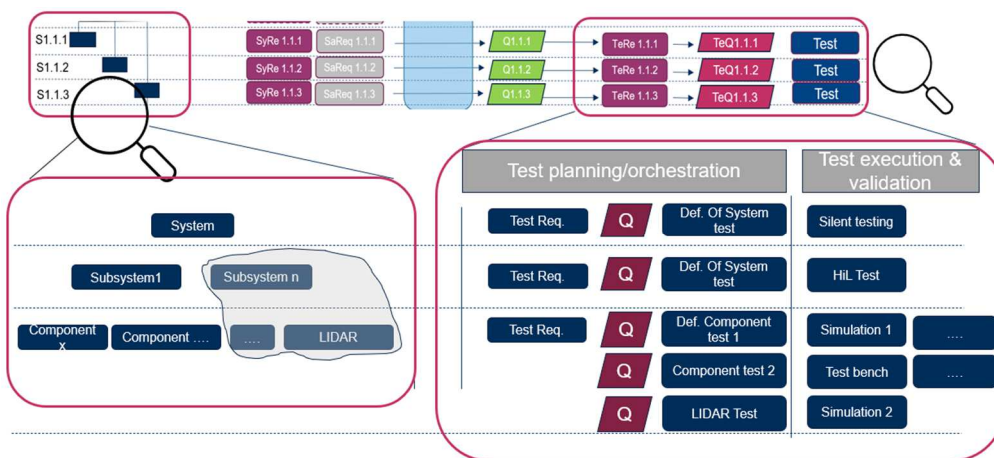 S1.1.1
SyRe 1.1.1
SaReq 1.1.1
Q1.1.1
TeRe 1.1.1
TeQ1.1.1
Test
S1.1.2
SyRe 1.1.2
SaReq 1.1.2
Q1.1.2
TeRe 1.1.2
TeQ1.1.2
Test
S1.1.3
SyRe 1.1.3
SaReq 1.1.3
Q1.1.3
TeRe 1.1.3
TeQ1.1.3
Test
System
Subsystem1
Subsystem n
Component
x
Component ....
....
LIDAR
Test planning/orchestration
Test execution &
validation
Test Req.
Q
Def. Of System
test
Silent testing
Test Req.
Q
Def. Of System
test
HiL Test
Test Req.
Q
Def. Component
test 1
Simulation 1
....
Q
Component test 2
Test bench
....
Q
LIDAR Test
Simulation 2